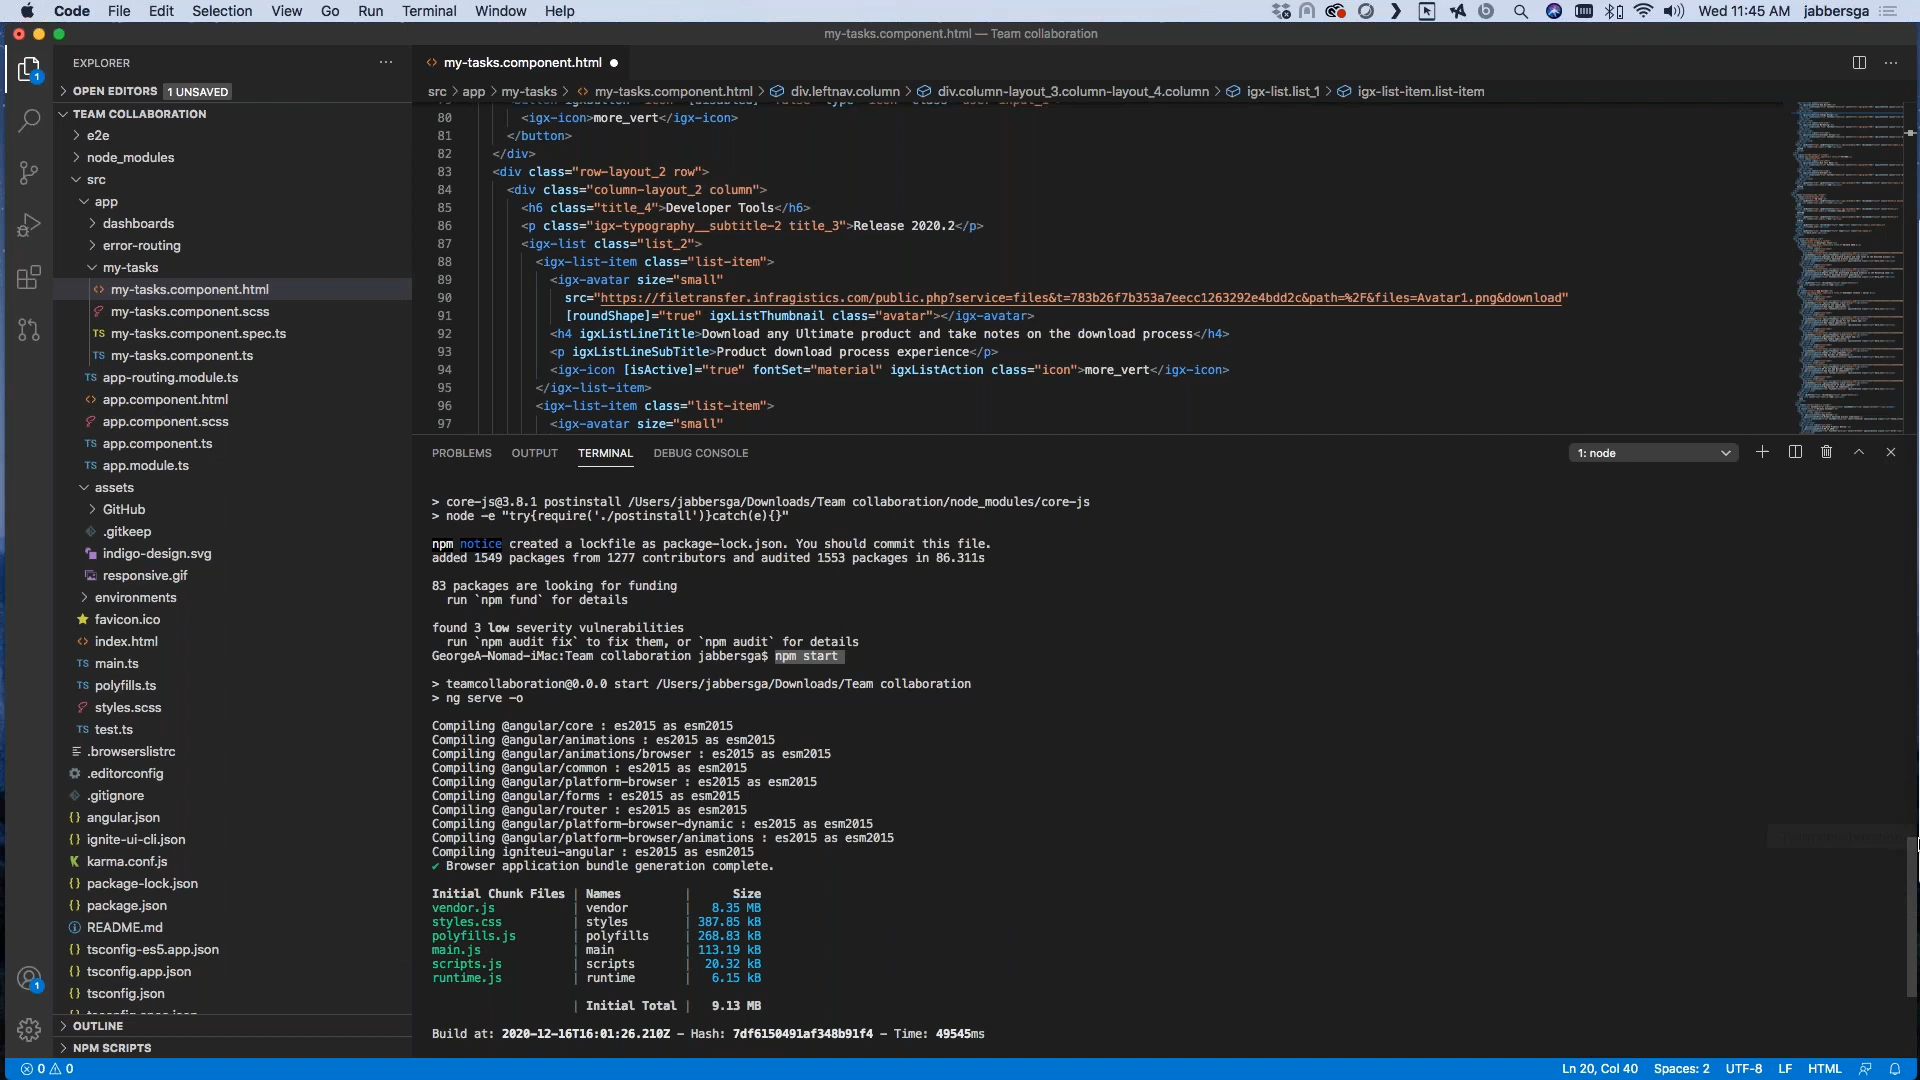 Code File Edit Selection View Go Run Terminal Window Help
Wed 11:45 AM jabbersga
my-tasks.component.html — Team collaboration
EXPLORER
my-tasks.component.html
OPEN EDITORS 1 UNSAVED
src > app > my-tasks > my-tasks.component.html > div.leftnav.column > div.column-layout_3.column-layout_4.column > igx-list.list_1 > igx-list-item.list-item
1
TEAM COLLABORATION
e2e
node_modules
src
app
dashboards
error-routing
my-tasks
my-tasks.component.html
my-tasks.component.scss
TS my-tasks.component.spec.ts
TS my-tasks.component.ts
TS app-routing.module.ts
app.component.html
app.component.scss
TS app.component.ts
TS app.module.ts
assets
GitHub
.gitkeep
indigo-design.svg
responsive.gif
environments
favicon.ico
index.html
TS main.ts
TS polyfills.ts
styles.scss
TS test.ts
.browserslistrc
.editorconfig
.gitignore
{} angular.json
{} ignite-ui-cli.json
karma.conf.js
{} package-lock.json
{} package.json
README.md
{} tsconfig-es5.app.json
{} tsconfig.app.json
{} tsconfig.json
OUTLINE
NPM SCRIPTS
1
80 <igx-icon>more_vert</igx-icon>
81 </button>
82 </div>
83 <div class="row-layout_2 row">
84 <div class="column-layout_2 column">
85 <h6 class="title_4">Developer Tools</h6>
86 <p class="igx-typography__subtitle-2 title_3">Release 2020.2</p>
87 <igx-list class="list_2">
88 <igx-list-item class="list-item">
89 <igx-avatar size="small"
90 src="https://filetransfer.infragistics.com/public.php?service=files&t=783b26f7b353a7eecc1263292e4bdd2c&path=%2F&files=Avatar1.png&download"
91 [roundShape]="true" igxListThumbnail class="avatar"></igx-avatar>
92 <h4 igxListLineTitle>Download any Ultimate product and take notes on the download process</h4>
93 <p igxListLineSubTitle>Product download process experience</p>
94 <igx-icon [isActive]="true" fontSet="material" igxListAction class="icon">more_vert</igx-icon>
95 </igx-list-item>
96 <igx-list-item class="list-item">
97 <igx-avatar size="small"
PROBLEMS OUTPUT TERMINAL DEBUG CONSOLE 1: node
> core-js@3.8.1 postinstall /Users/jabbersga/Downloads/Team collaboration/node_modules/core-js
> node -e "try{require('./postinstall')}catch(e){}"
npm notice created a lockfile as package-lock.json. You should commit this file.
added 1549 packages from 1277 contributors and audited 1553 packages in 86.311s
83 packages are looking for funding
run `npm fund` for details
found 3 low severity vulnerabilities
run `npm audit fix` to fix them, or `npm audit` for details
GeorgeA-Nomad-iMac:Team collaboration jabbersga$ npm start
> teamcollaboration@0.0.0 start /Users/jabbersga/Downloads/Team collaboration
> ng serve -o
Compiling @angular/core : es2015 as esm2015
Compiling @angular/animations : es2015 as esm2015
Compiling @angular/animations/browser : es2015 as esm2015
Compiling @angular/common : es2015 as esm2015
Compiling @angular/platform-browser : es2015 as esm2015
Compiling @angular/forms : es2015 as esm2015
Compiling @angular/router : es2015 as esm2015
Compiling @angular/platform-browser-dynamic : es2015 as esm2015
Compiling @angular/platform-browser/animations : es2015 as esm2015
Compiling igniteui-angular : es2015 as esm2015
✔ Browser application bundle generation complete.
Initial Chunk Files | Names | Size
vendor.js | vendor | 8.35 MB
styles.css | styles | 387.85 kB
polyfills.js | polyfills | 268.83 kB
main.js | main | 113.19 kB
scripts.js | scripts | 20.32 kB
runtime.js | runtime | 6.15 kB
| Initial Total | 9.13 MB
Build at: 2020-12-16T16:01:26.210Z - Hash: 7df6150491af348b91f4 - Time: 49545ms
0 0 Ln 20, Col 40 Spaces: 2 UTF-8 LF HTML